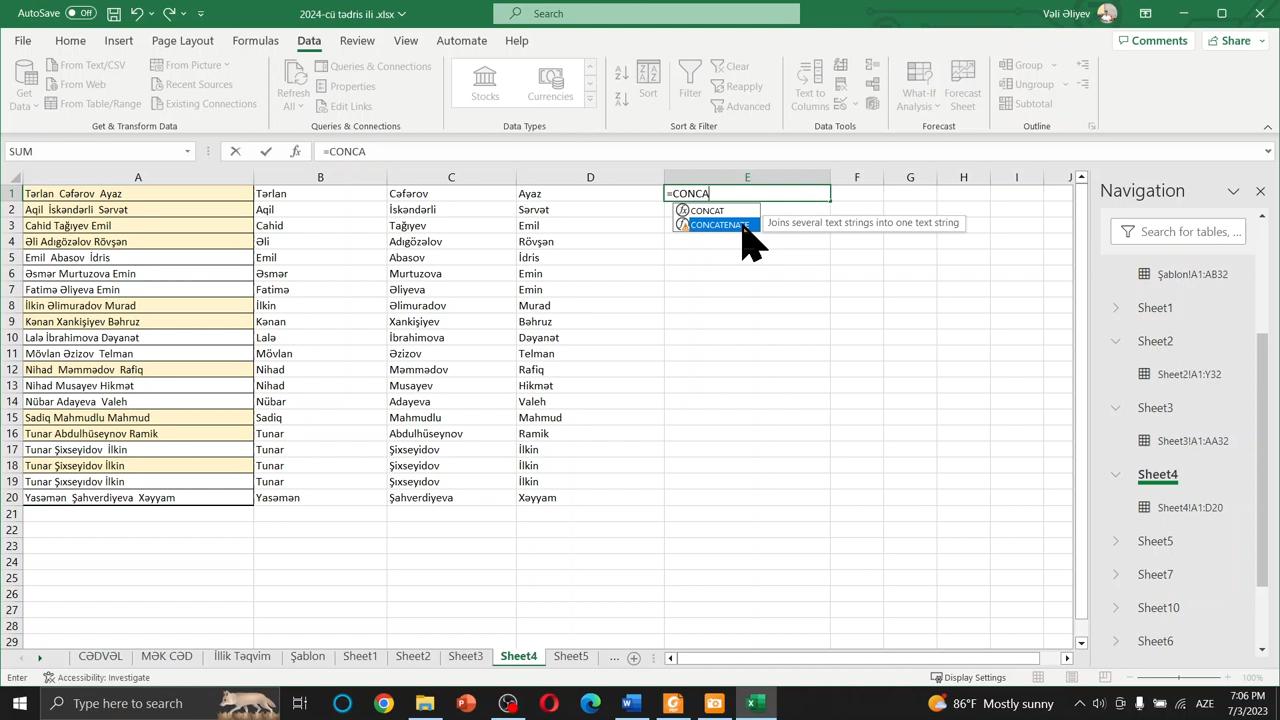 AutoSave Off 2024-cü tədris ili .xlsx Search Vəli Əliyev
File Home Insert Page Layout Formulas Data Review View Automate Help Comments Share
Get Data From Text/CSV From Picture Refresh All Queries & Connections Stocks Currencies Sort Filter Clear Text to Columns What-If Analysis Forecast Sheet Group
From Web Recent Sources Properties Reapply Ungroup
From Table/Range Existing Connections Edit Links Advanced Subtotal
Get & Transform Data Queries & Connections Data Types Sort & Filter Data Tools Forecast Outline
SUM =CONCA
A B C D E F G H I J
1 Tərlan Cəfərov Ayaz Tərlan Cəfərov Ayaz =CONCA
2 Aqil İskəndərli Sərvət Aqil İskəndərli Sərvət CONCAT
3 Cahid Tağıyev Emil Cahid Tağıyev Emil CONCATENATE Joins several text strings into one text string
4 Əli Adıgözəlov Rövşən Əli Adıgözəlov Rövşən
5 Emil Abasov İdris Emil Abasov İdris
6 Əsmər Murtuzova Emin Əsmər Murtuzova Emin
7 Fatimə Əliyeva Emin Fatimə Əliyeva Emin
8 İlkin Əlimuradov Murad İlkin Əlimuradov Murad
9 Kənan Xankişiyev Bəhruz Kənan Xankişiyev Bəhruz
10 Lalə İbrahimova Dəyanət Lalə İbrahimova Dəyanət
11 Mövlan Əzizov Telman Mövlan Əzizov Telman
12 Nihad Məmmədov Rafiq Nihad Məmmədov Rafiq
13 Nihad Musayev Hikmət Nihad Musayev Hikmət
14 Nübar Adayeva Valeh Nübar Adayeva Valeh
15 Sadiq Mahmudlu Mahmud Sadiq Mahmudlu Mahmud
16 Tunar Abdulhüseynov Ramik Tunar Abdulhüseynov Ramik
17 Tunar Şixseyidov İlkin Tunar Şixseyidov İlkin
18 Tunar Şixseyidov İlkin Tunar Şixseyidov İlkin
19 Tunar Şıxseyıdov İlkin Tunar Şıxseyıdov İlkin
20 Yasəmən Şahverdiyeva Xəyyam Yasəmən Şahverdiyeva Xəyyam
21
22
23
24
25
26
27
28
29
Navigation
Search for tables, ...
Şablon!A1:AB32
Sheet1
Sheet2
Sheet2!A1:Y32
Sheet3
Sheet3!A1:AA32
Sheet4
Sheet4!A1:D20
Sheet5
Sheet7
Sheet10
Sheet6
CƏDVƏL MƏK CƏD İllik Təqvim Şablon Sheet1 Sheet2 Sheet3 Sheet4 Sheet5 ...
Enter Accessibility: Investigate Display Settings 100%
Type here to search 86°F Mostly sunny AZE 7:06 PM
7/3/2023